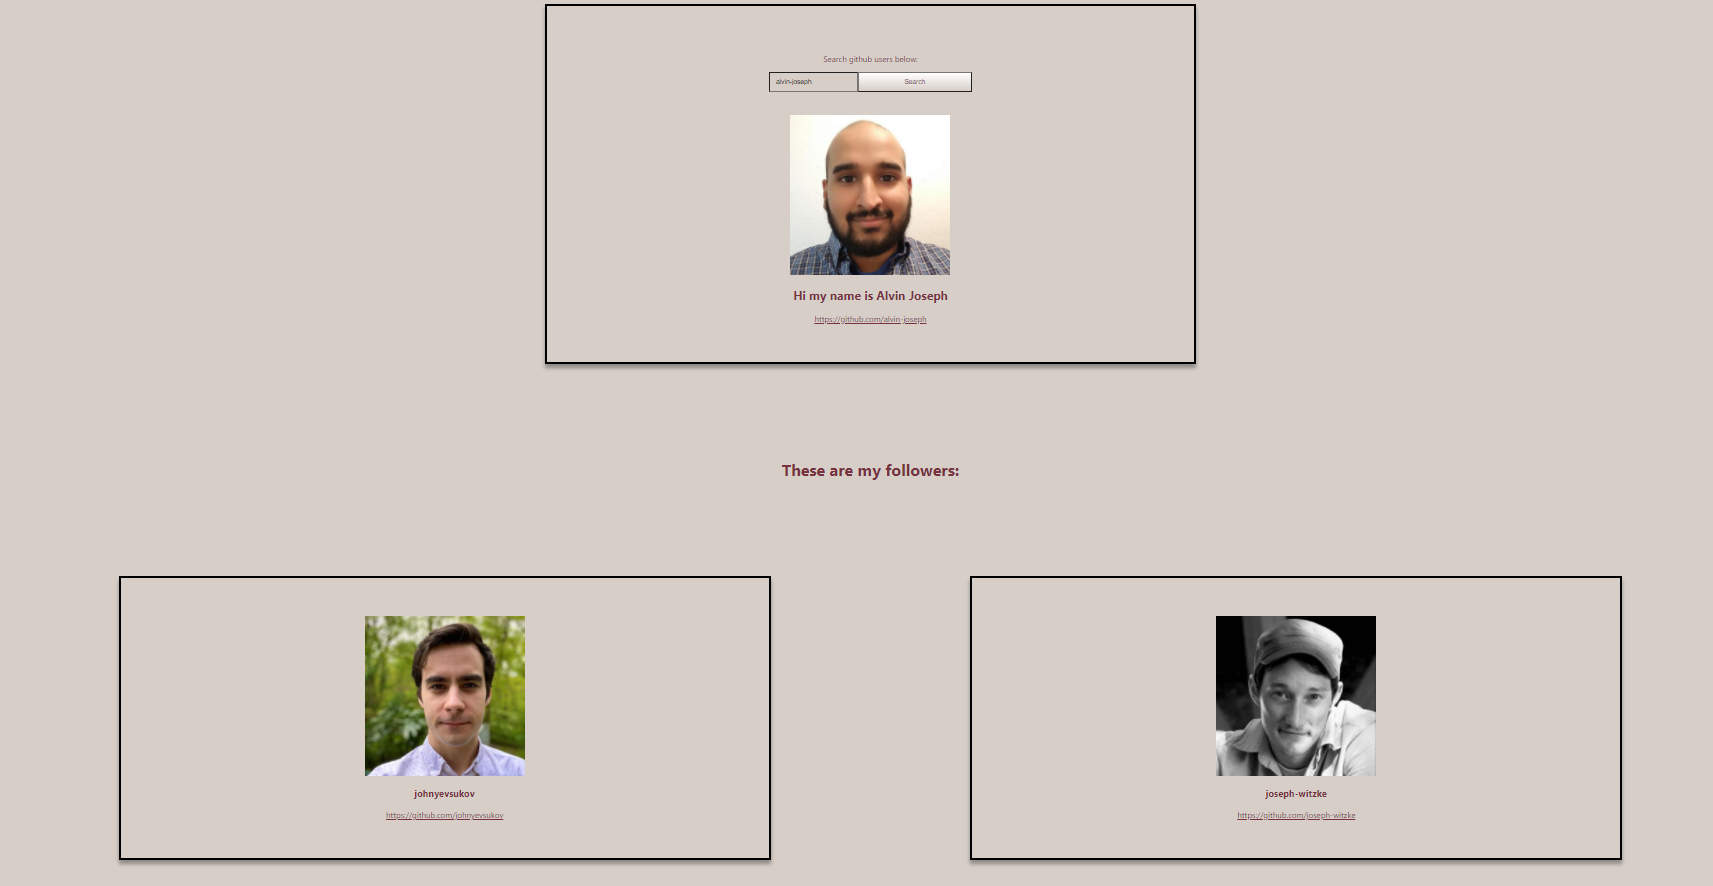 Search github users below:
alvin-joseph
Search
Hi my name is Alvin Joseph
https://github.com/alvin-joseph
These are my followers:
johnyevsukov
https://github.com/johnyevsukov
joseph-witzke
https://github.com/joseph-witzke